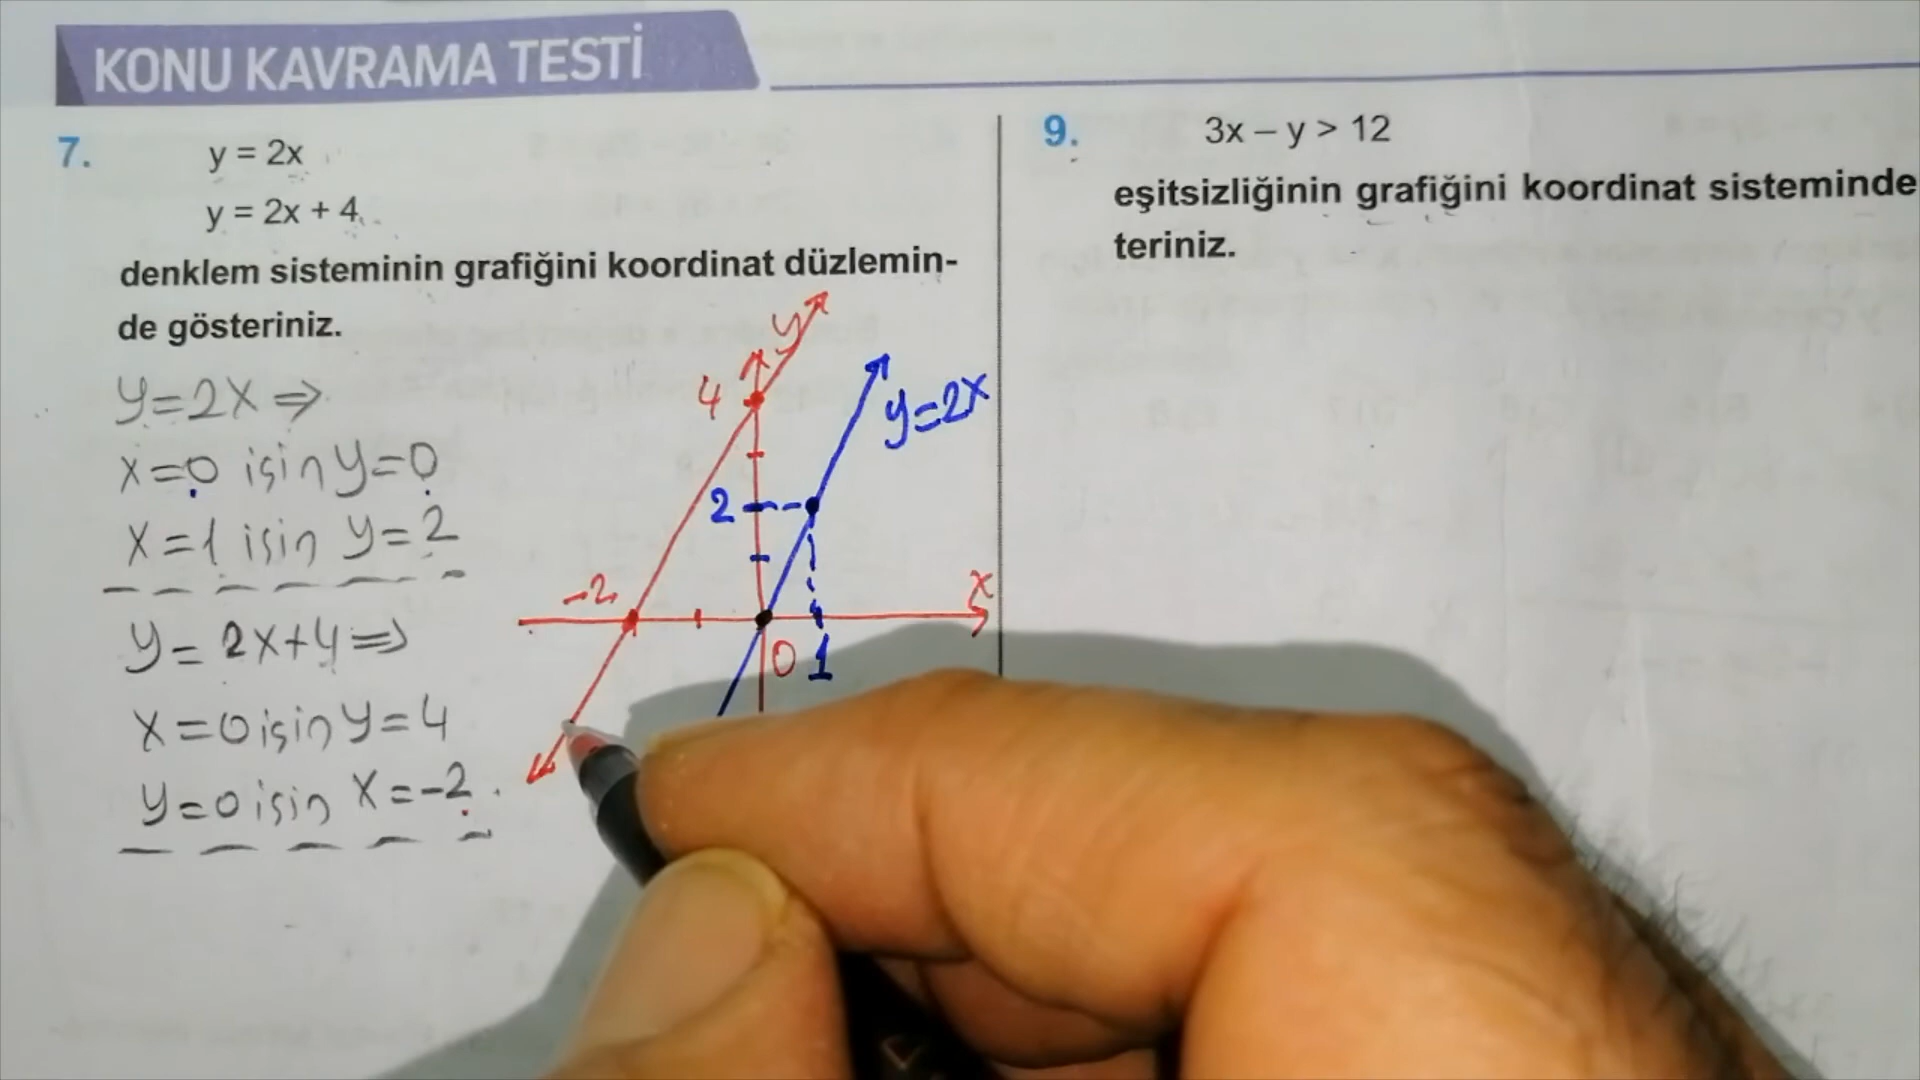 KONU KAVRAMA TESTİ
7.
y = 2x
y = 2x + 4
denklem sisteminin grafiğini koordinat düzlemin-
de gösteriniz.
y=2x ⇒
x=0 için y=0
x=1 için y=2
y=2x+4 ⇒
x=0 için y=4
y=0 için x=-2
y
4
y=2x
2
-2
x
0 1
9.
3x – y > 12
eşitsizliğinin grafiğini koordinat sisteminde
teriniz.